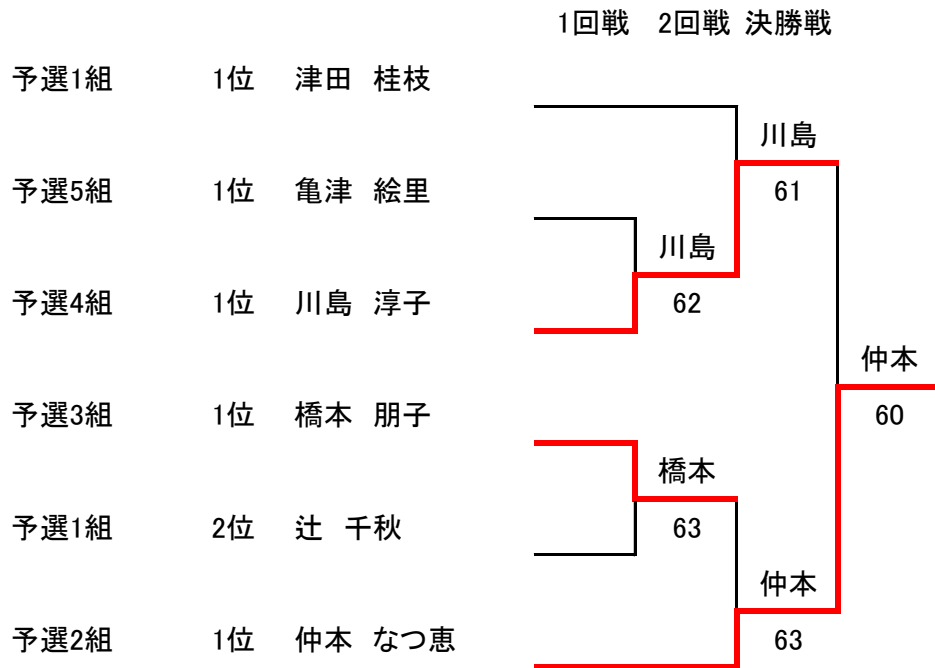 1回戦 2回戦 決勝戦
予選1組 1位 津田 桂枝
川島
予選5組 1位 亀津 絵里 61
川島
予選4組 1位 川島 淳子 62
仲本
予選3組 1位 橋本 朋子 60
橋本
予選1組 2位 辻 千秋 63
仲本
予選2組 1位 仲本 なつ恵 63